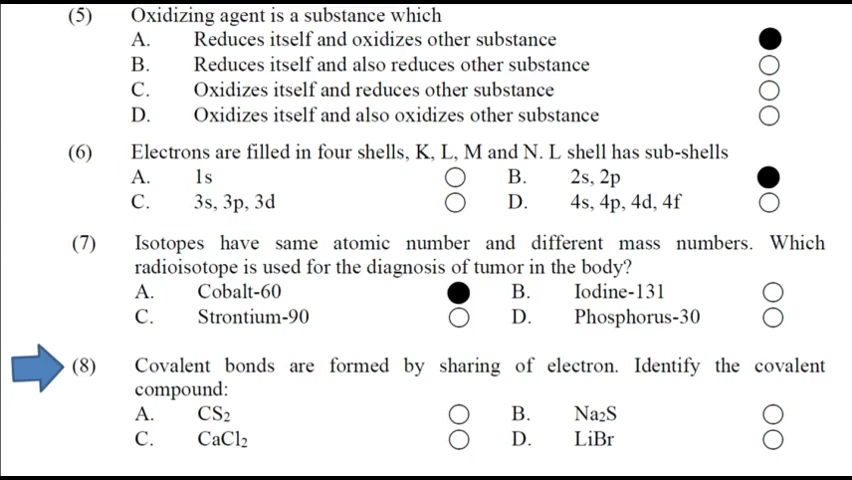 (5) Oxidizing agent is a substance which
A. Reduces itself and oxidizes other substance
B. Reduces itself and also reduces other substance
C. Oxidizes itself and reduces other substance
D. Oxidizes itself and also oxidizes other substance
(6) Electrons are filled in four shells, K, L, M and N. L shell has sub-shells
A. 1s B. 2s, 2p
C. 3s, 3p, 3d D. 4s, 4p, 4d, 4f
(7) Isotopes have same atomic number and different mass numbers. Which
radioisotope is used for the diagnosis of tumor in the body?
A. Cobalt-60 B. Iodine-131
C. Strontium-90 D. Phosphorus-30
(8) Covalent bonds are formed by sharing of electron. Identify the covalent
compound:
A. CS₂ B. Na₂S
C. CaCl₂ D. LiBr